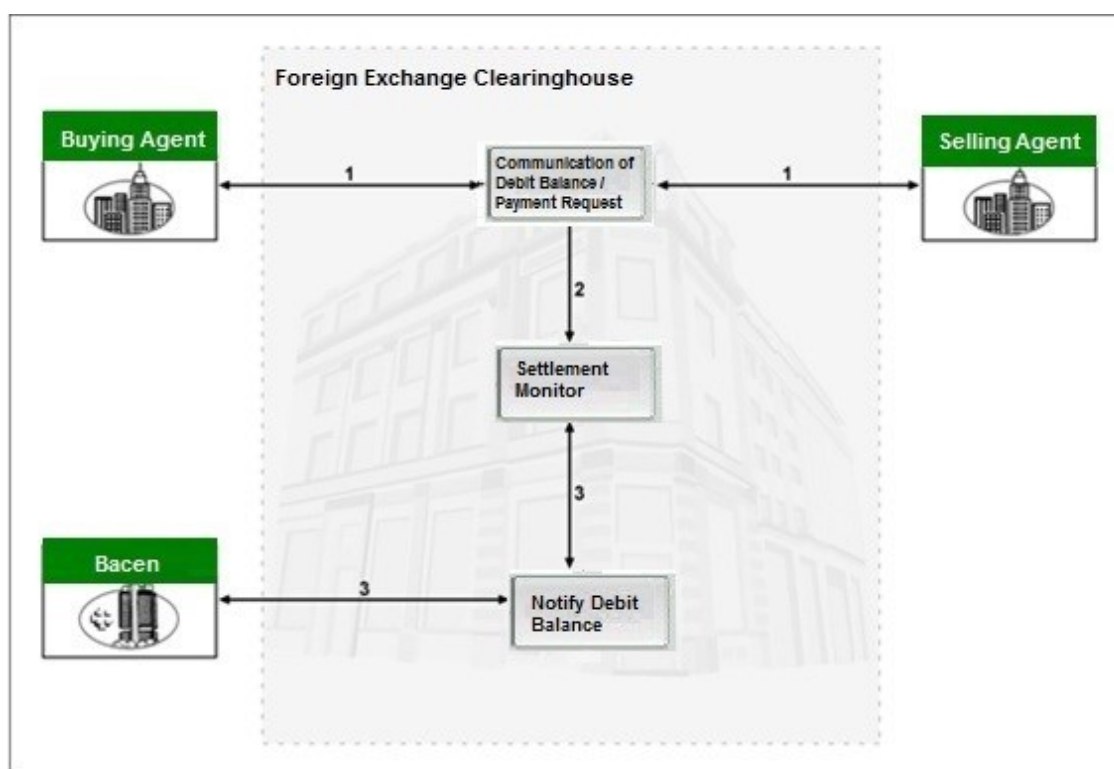 Foreign Exchange Clearinghouse
Buying Agent
Selling Agent
Communication of
Debit Balance /
Payment Request
1
1
2
Settlement
Monitor
3
Bacen
3
Notify Debit
Balance